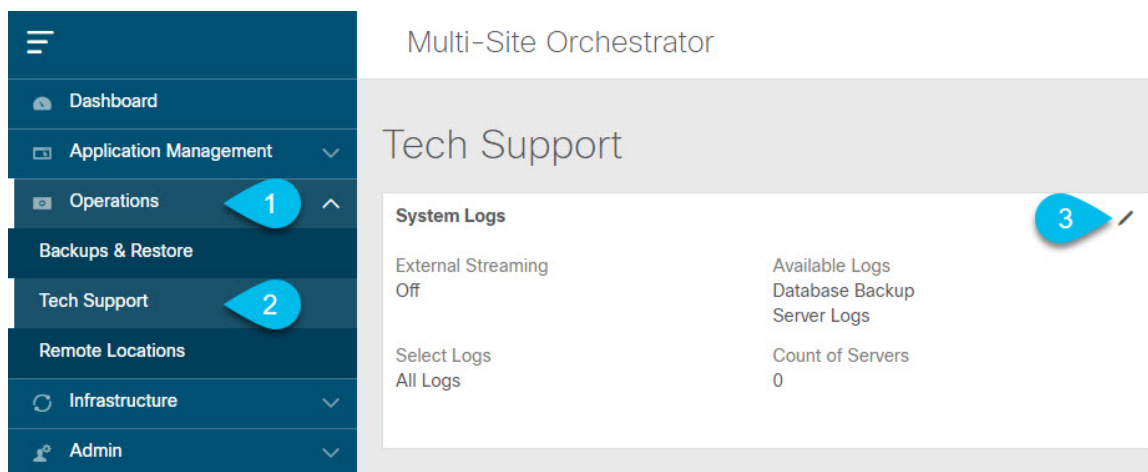 Multi-Site Orchestrator
Dashboard
Application Management
Operations
1
Backups & Restore
Tech Support
2
Remote Locations
Infrastructure
Admin
Tech Support
System Logs
3
External Streaming
Off
Available Logs
Database Backup
Server Logs
Select Logs
All Logs
Count of Servers
0